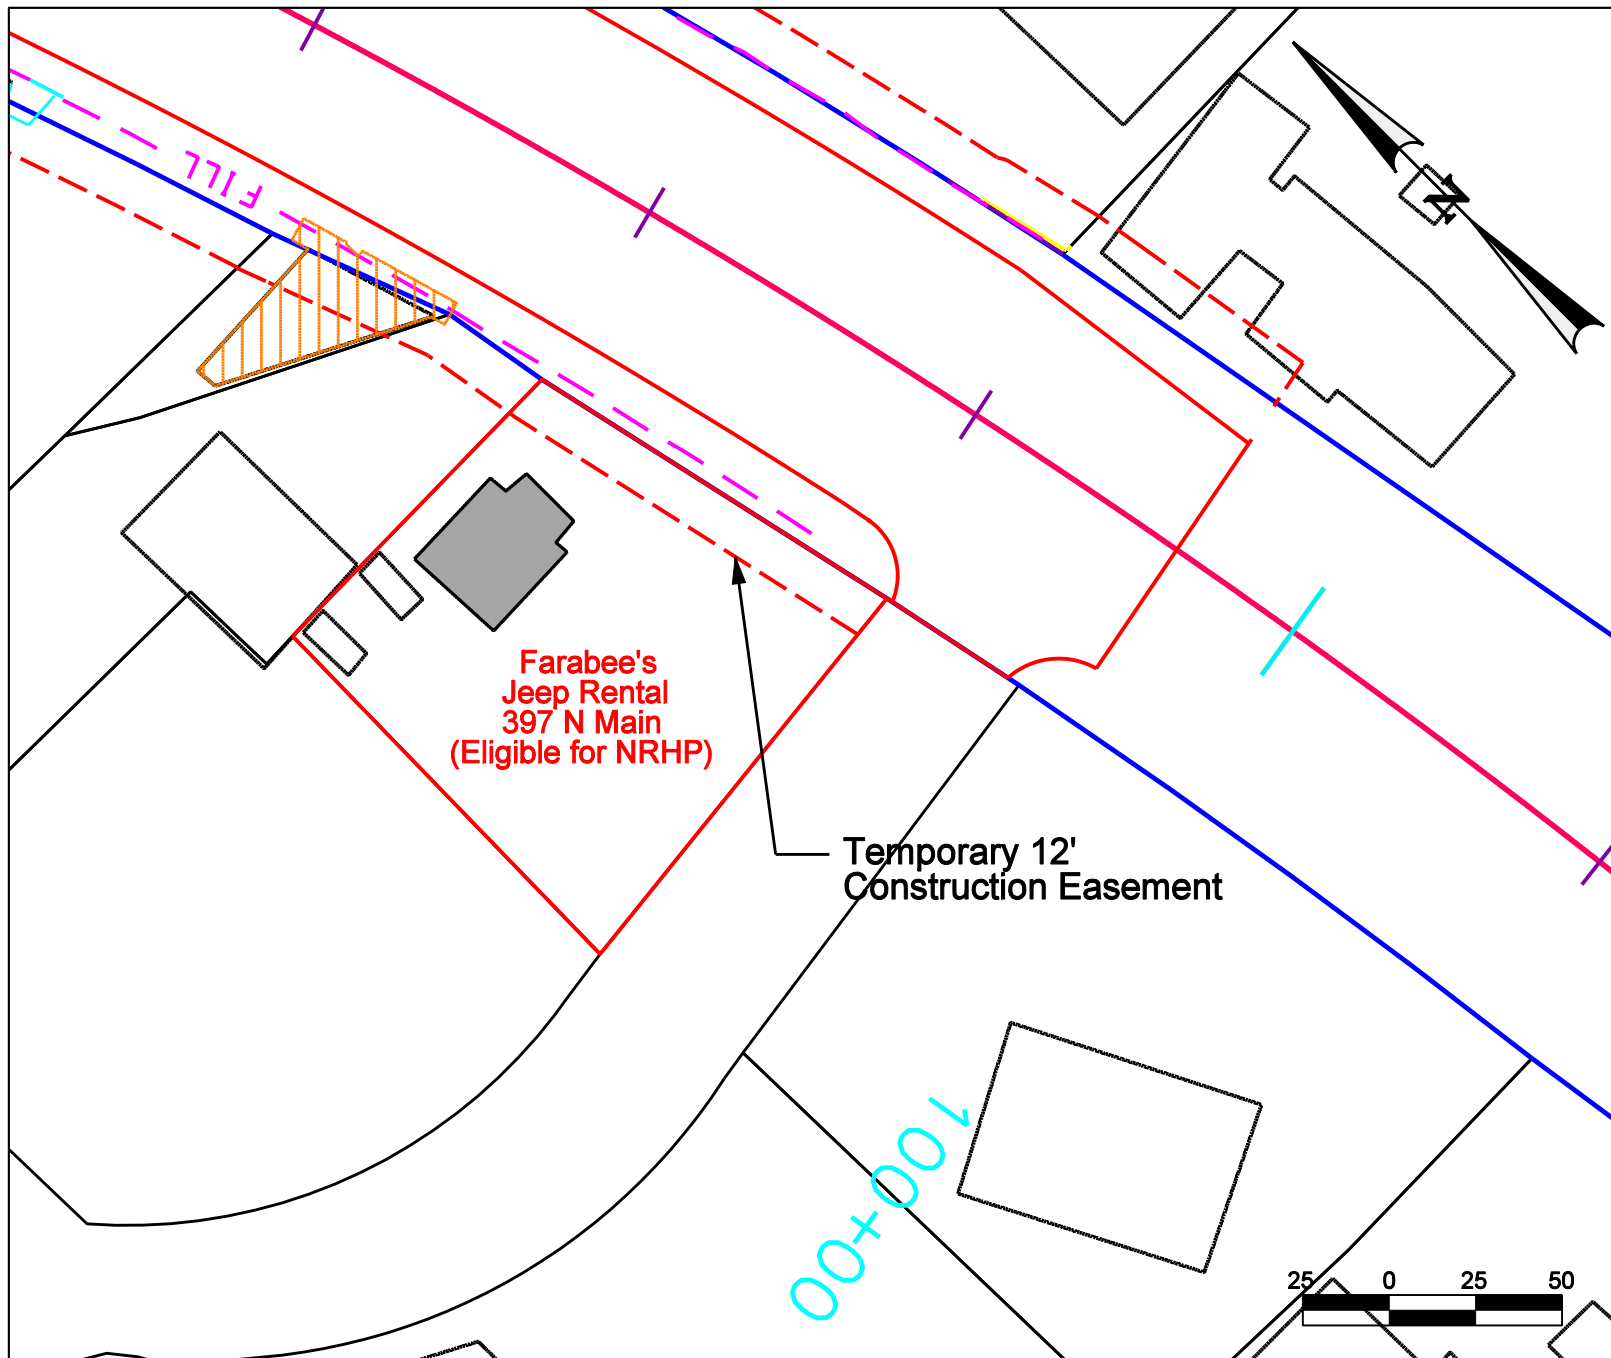 FILL
N
Farabee's
Jeep Rental
397 N Main
(Eligible for NRHP)
Temporary 12'
Construction Easement
100+00
25 0 25 50